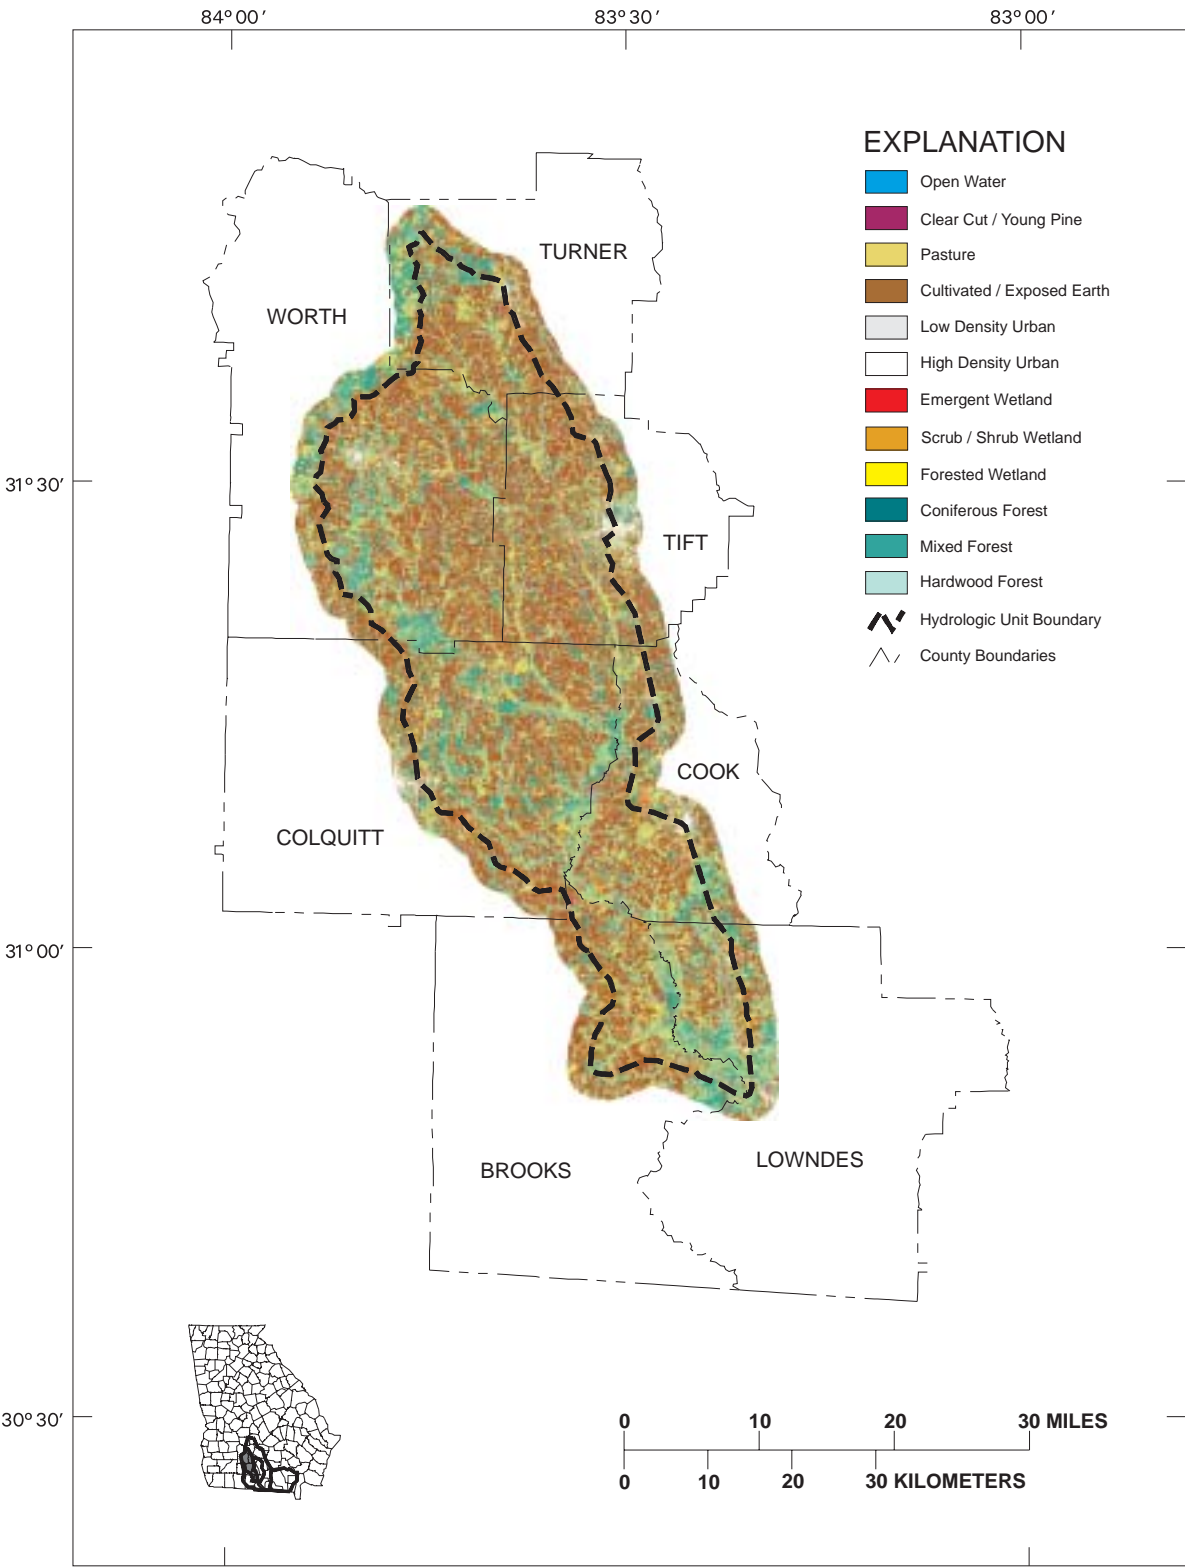 84°00′ 83°30′ 83°00′
EXPLANATION
Open Water
Clear Cut / Young Pine
Pasture
Cultivated / Exposed Earth
Low Density Urban
High Density Urban
Emergent Wetland
Scrub / Shrub Wetland
Forested Wetland
Coniferous Forest
Mixed Forest
Hardwood Forest
Hydrologic Unit Boundary
County Boundaries
TURNER
WORTH
31°30′
TIFT
COOK
COLQUITT
31°00′
BROOKS
LOWNDES
30°30′
0 10 20 30 MILES
0 10 20 30 KILOMETERS